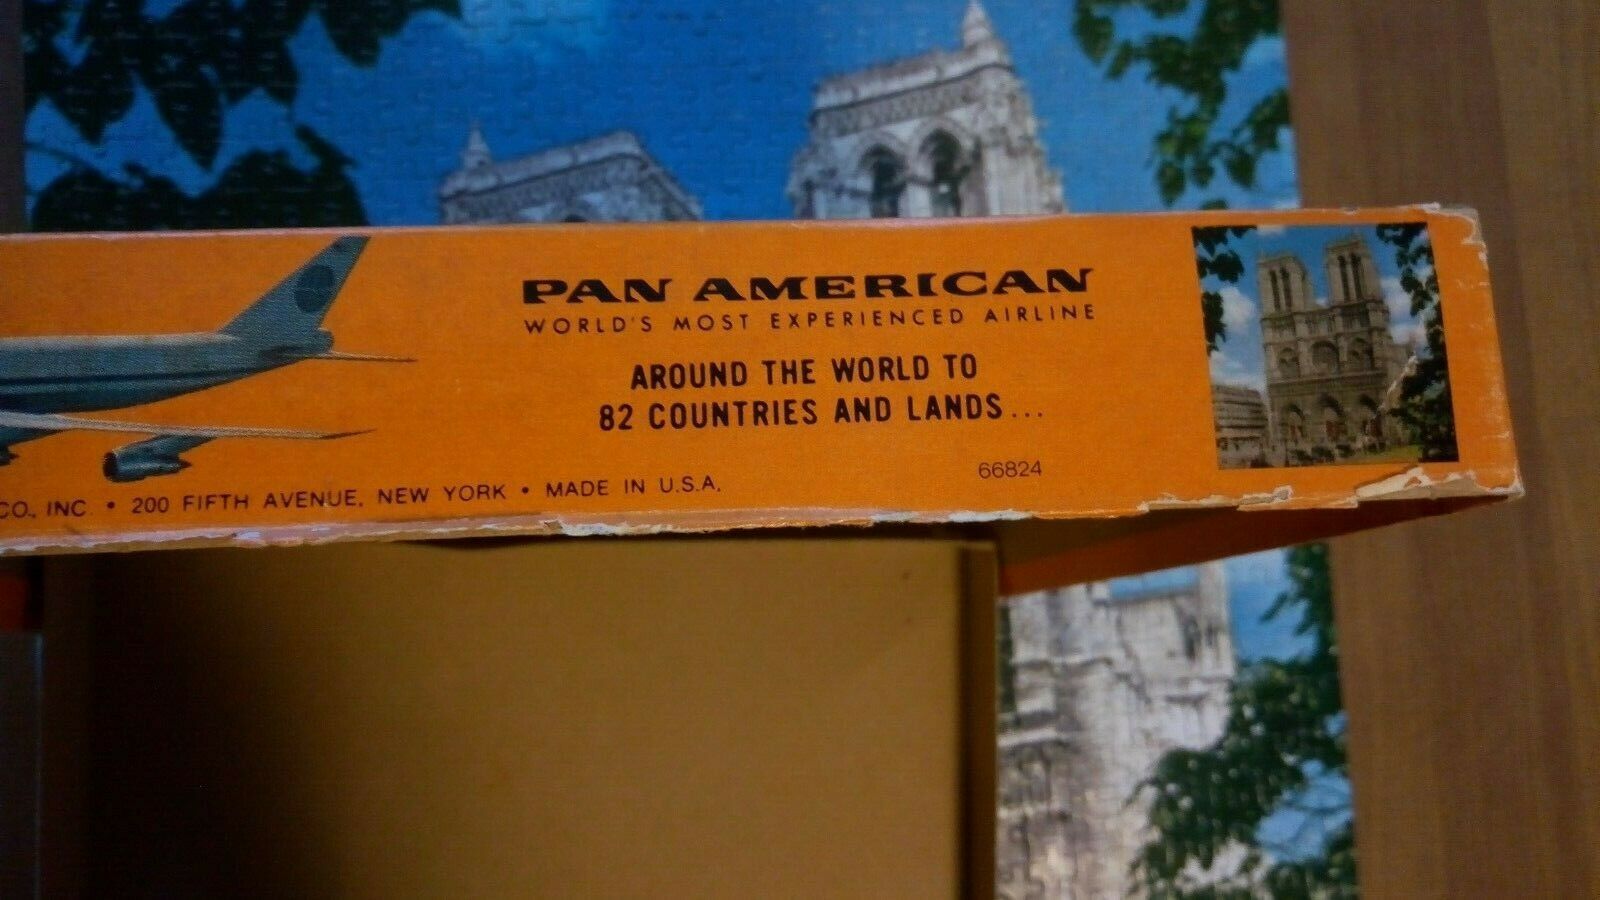 PAN AMERICAN
WORLD'S MOST EXPERIENCED AIRLINE
AROUND THE WORLD TO
82 COUNTRIES AND LANDS...
66824
CO., INC. • 200 FIFTH AVENUE, NEW YORK • MADE IN U.S.A.